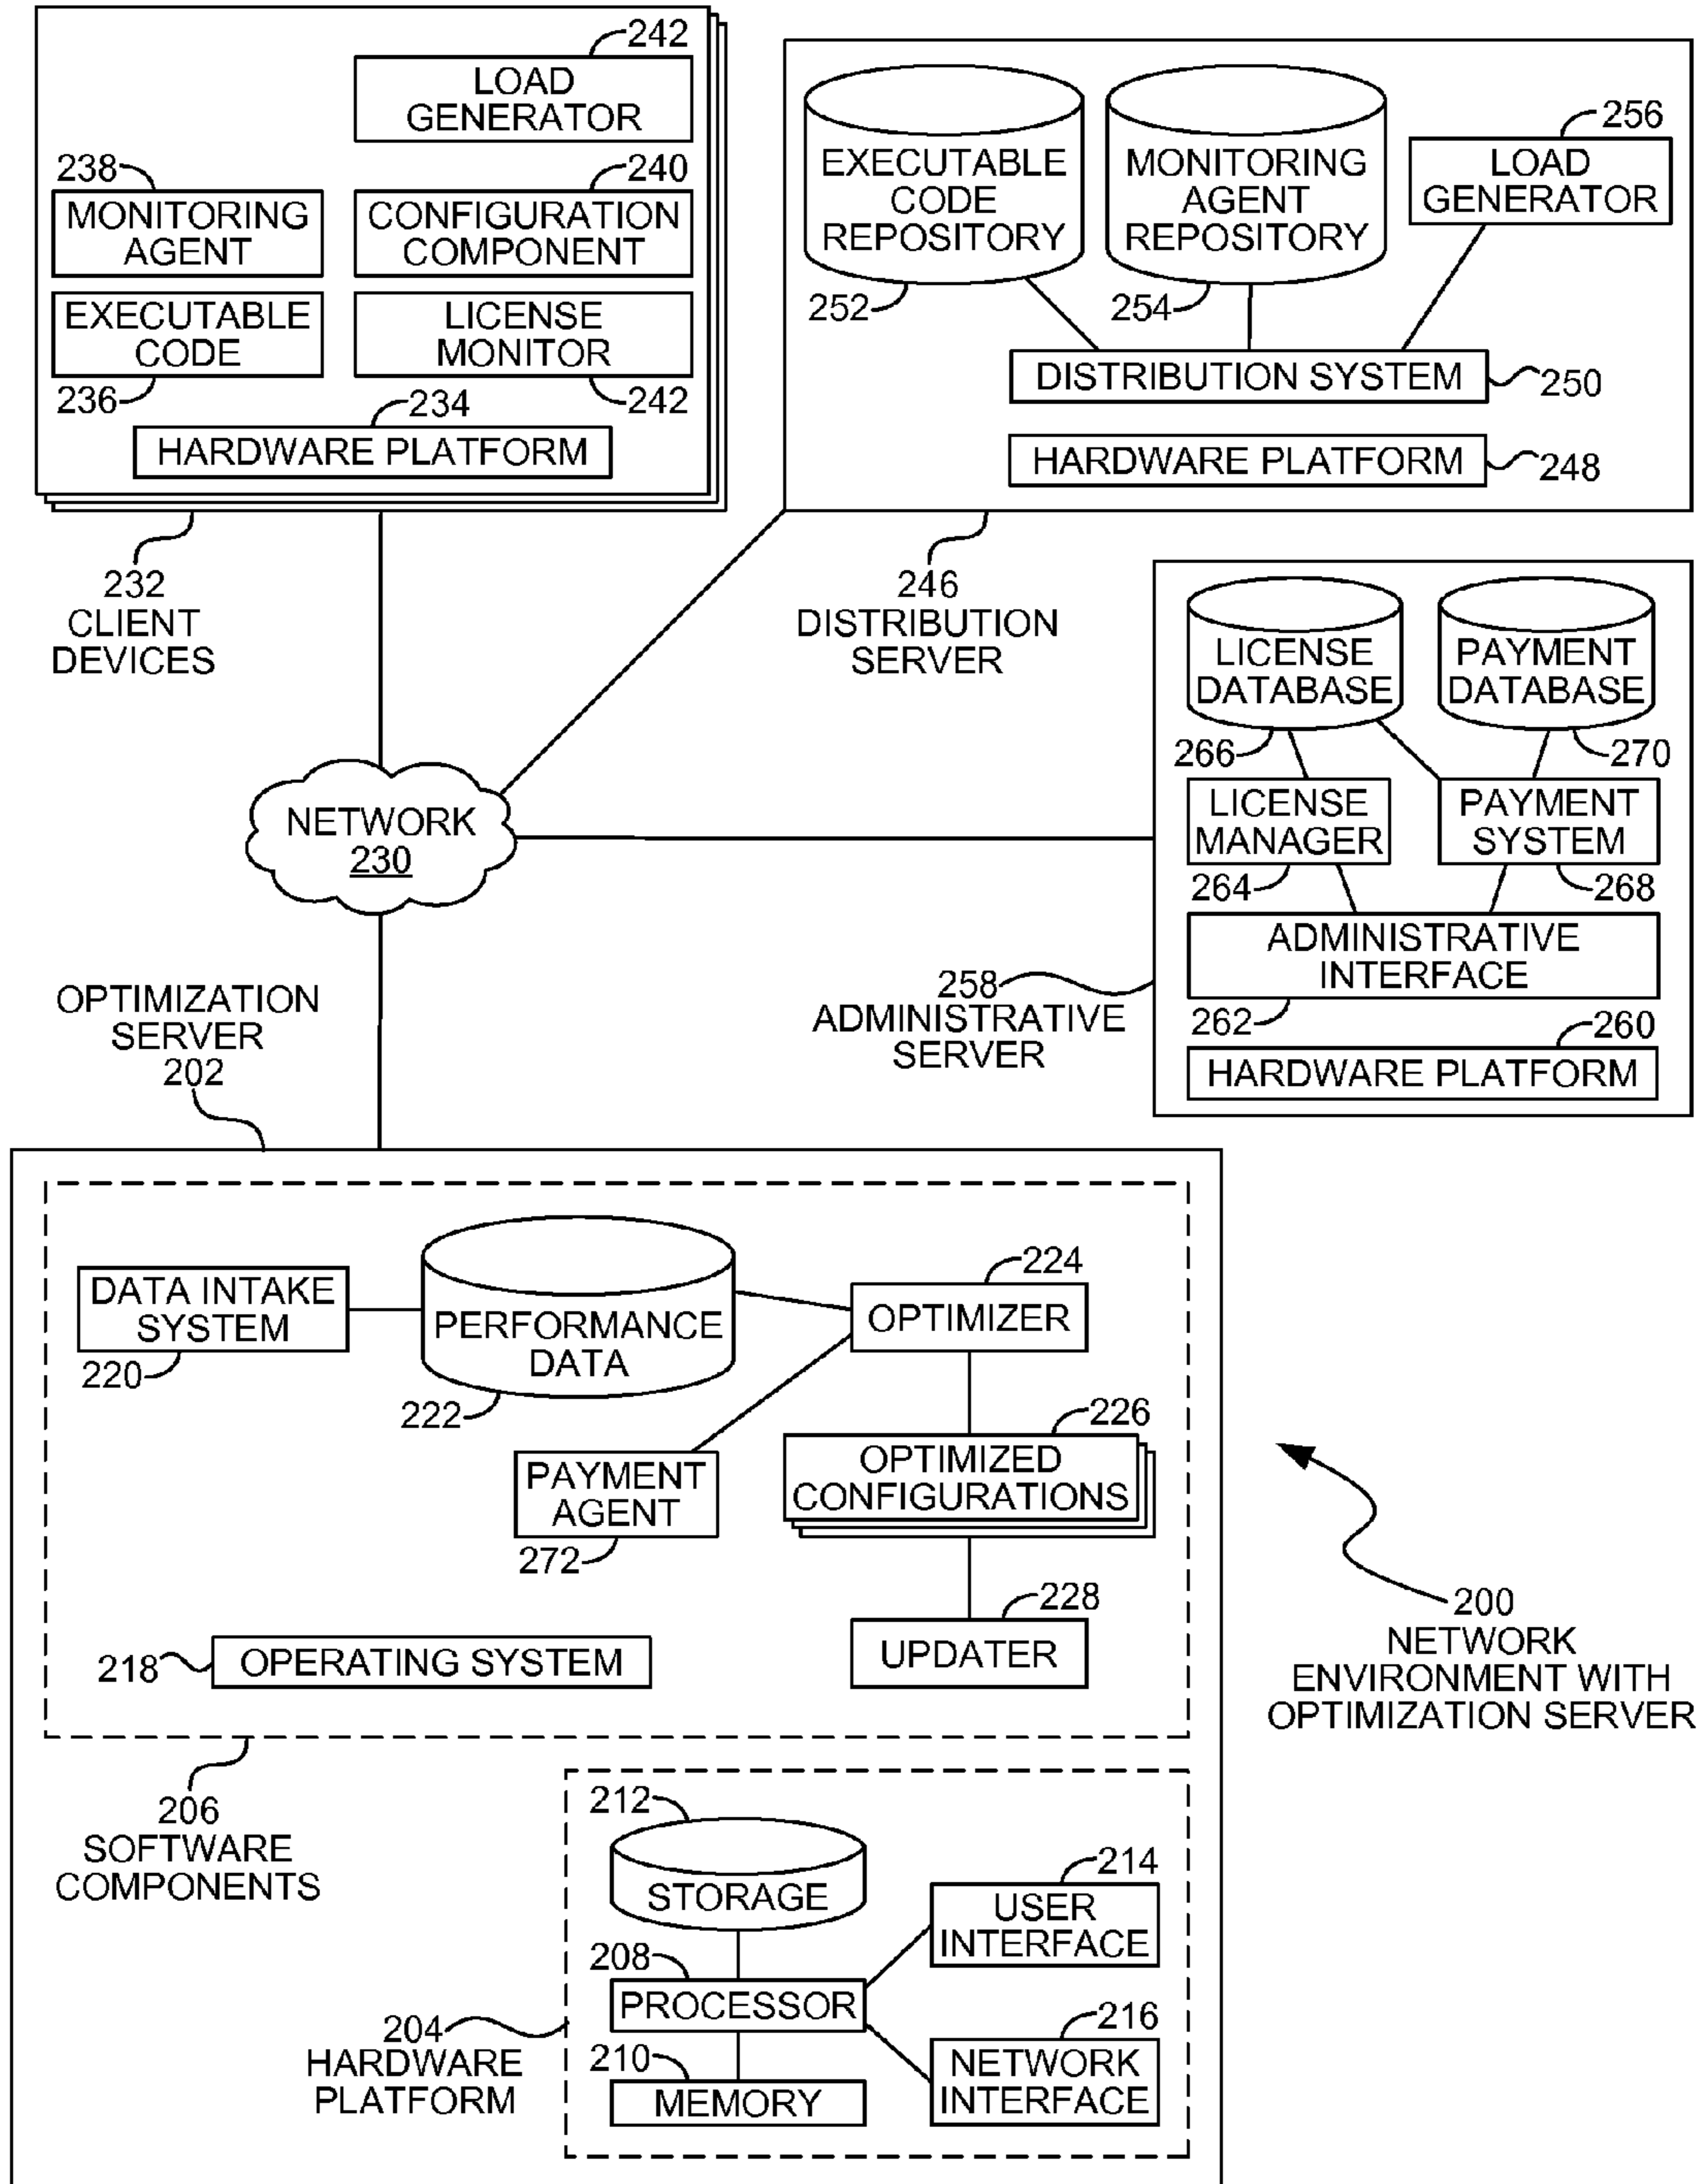 242
LOAD
GENERATOR
238
MONITORING
AGENT
240
CONFIGURATION
COMPONENT
EXECUTABLE
CODE
236
LICENSE
MONITOR
242
234
HARDWARE PLATFORM
232
CLIENT
DEVICES
EXECUTABLE
CODE
REPOSITORY
252
MONITORING
AGENT
REPOSITORY
254
256
LOAD
GENERATOR
DISTRIBUTION SYSTEM
250
HARDWARE PLATFORM
248
246
DISTRIBUTION
SERVER
LICENSE
DATABASE
266
PAYMENT
DATABASE
270
LICENSE
MANAGER
264
PAYMENT
SYSTEM
268
ADMINISTRATIVE
INTERFACE
262
260
HARDWARE PLATFORM
258
ADMINISTRATIVE
SERVER
NETWORK
230
OPTIMIZATION
SERVER
202
DATA INTAKE
SYSTEM
220
PERFORMANCE
DATA
222
224
OPTIMIZER
226
OPTIMIZED
CONFIGURATIONS
PAYMENT
AGENT
272
228
UPDATER
218
OPERATING SYSTEM
200
NETWORK
ENVIRONMENT WITH
OPTIMIZATION SERVER
206
SOFTWARE
COMPONENTS
212
STORAGE
214
USER
INTERFACE
208
PROCESSOR
216
NETWORK
INTERFACE
210
MEMORY
204
HARDWARE
PLATFORM